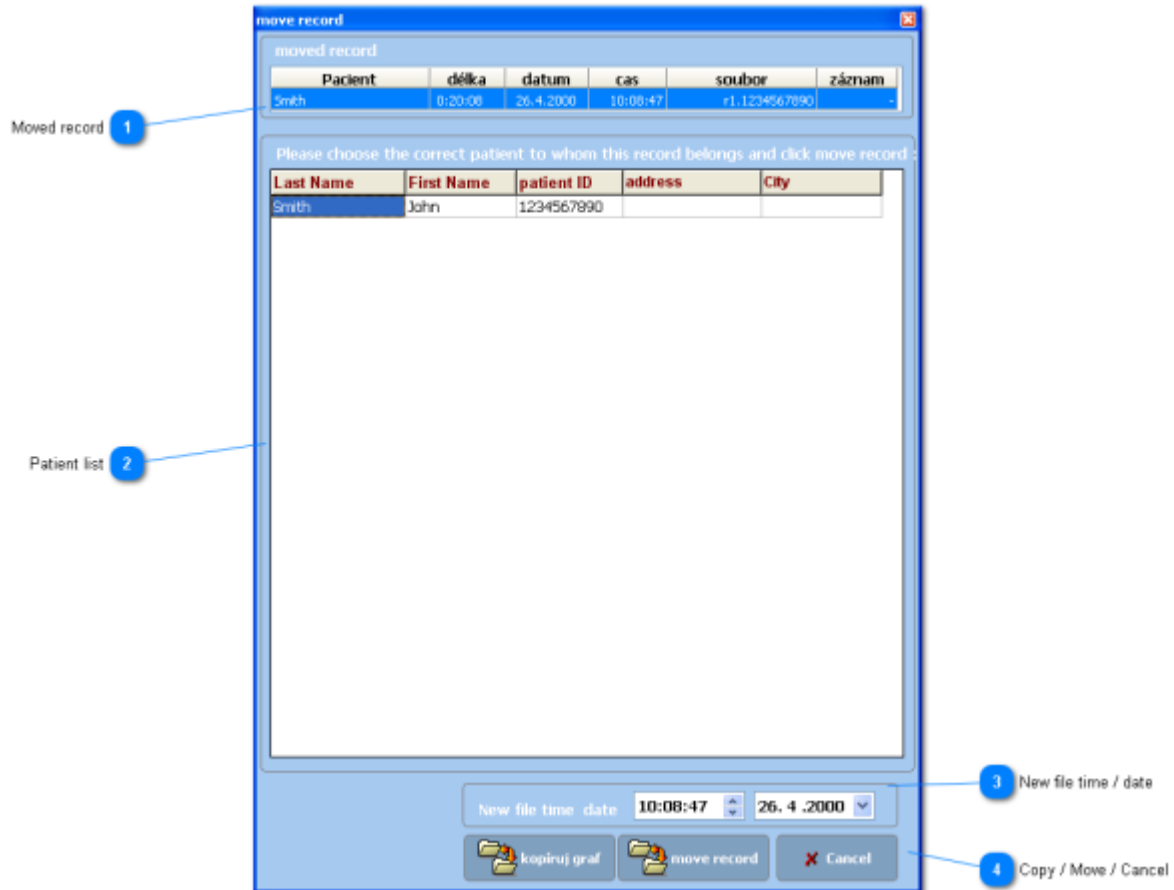 move record
moved record
Pacient délka datum cas soubor záznam
Smith 0:20:08 26.4.2000 10:08:47 r1.1234567890 -
Moved record 1
Please choose the correct patient to whom this record belongs and click move record :
Last Name First Name patient ID address City
Smith John 1234567890
Patient list 2
3 New file time / date
New file time date 10:08:47 26. 4 .2000
kopíruj graf move record X Cancel
4 Copy / Move / Cancel